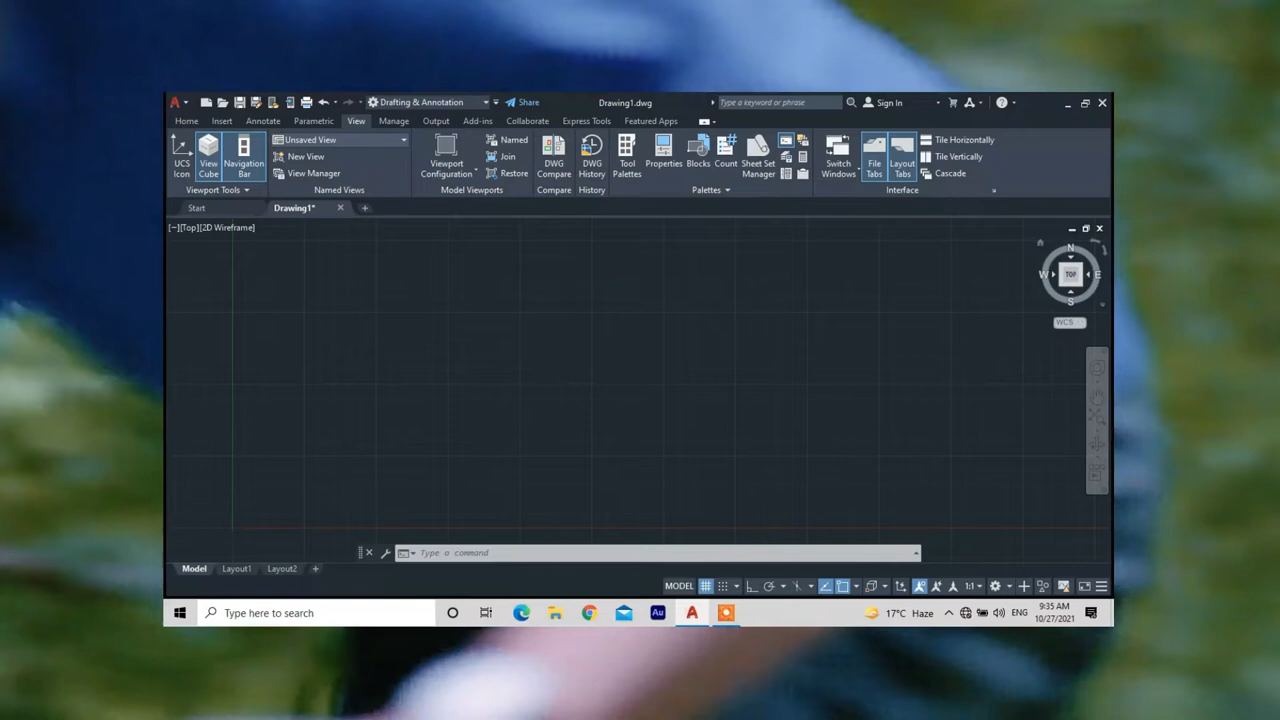 Drafting & Annotation
Share
Drawing1.dwg
Type a keyword or phrase
Sign In
Home Insert Annotate Parametric View Manage Output Add-ins Collaborate Express Tools Featured Apps
UCS Icon
View Cube
Navigation Bar
Viewport Tools
Unsaved View
New View
View Manager
Named Views
Viewport Configuration
Named
Join
Restore
Model Viewports
DWG Compare
Compare
DWG History
History
Tool Palettes
Properties
Blocks
Count
Sheet Set Manager
Palettes
Switch Windows
File Tabs
Layout Tabs
Tile Horizontally
Tile Vertically
Cascade
Interface
Start
Drawing1*
[−][Top][2D Wireframe]
N
W
TOP
E
S
WCS
Type a command
Model Layout1 Layout2
MODEL
1:1
Type here to search
Au
17°C Haze
ENG
9:35 AM
10/27/2021